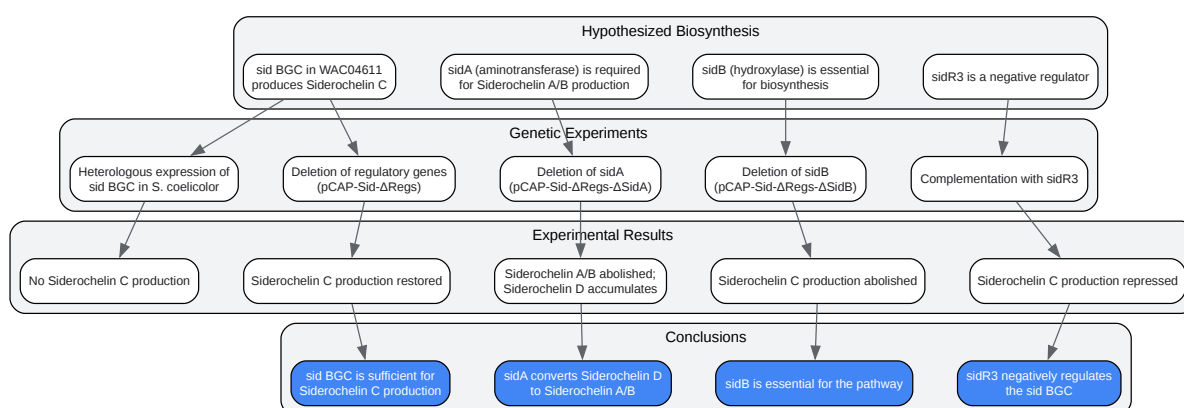 Hypothesized Biosynthesis
sid BGC in WAC04611
produces Siderochelin C
sidA (aminotransferase) is required
for Siderochelin A/B production
sidB (hydroxylase) is essential
for biosynthesis
sidR3 is a negative regulator
Genetic Experiments
Heterologous expression of
sid BGC in S. coelicolor
Deletion of regulatory genes
(pCAP-Sid-ΔRegs)
Deletion of sidA
(pCAP-Sid-ΔRegs-ΔSidA)
Deletion of sidB
(pCAP-Sid-ΔRegs-ΔSidB)
Complementation with sidR3
Experimental Results
No Siderochelin C production
Siderochelin C production restored
Siderochelin A/B abolished;
Siderochelin D accumulates
Siderochelin C production abolished
Siderochelin C production repressed
Conclusions
sid BGC is sufficient for
Siderochelin C production
sidA converts Siderochelin D
to Siderochelin A/B
sidB is essential for the pathway
sidR3 negatively regulates
the sid BGC